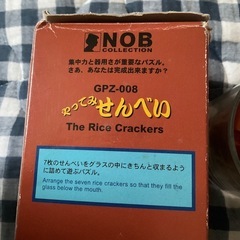 NOB
COLLECTION
集中力と器用さが重要なパズル。
さあ、あなたは完成出来ますか?
GPZ-008
やってみせんべい
The Rice Crackers
7枚のせんべいをグラスの中にきちんと収まるように
詰めて遊ぶパズル。
Arrange the seven rice crackers so that they fill the
glass below the mouth.